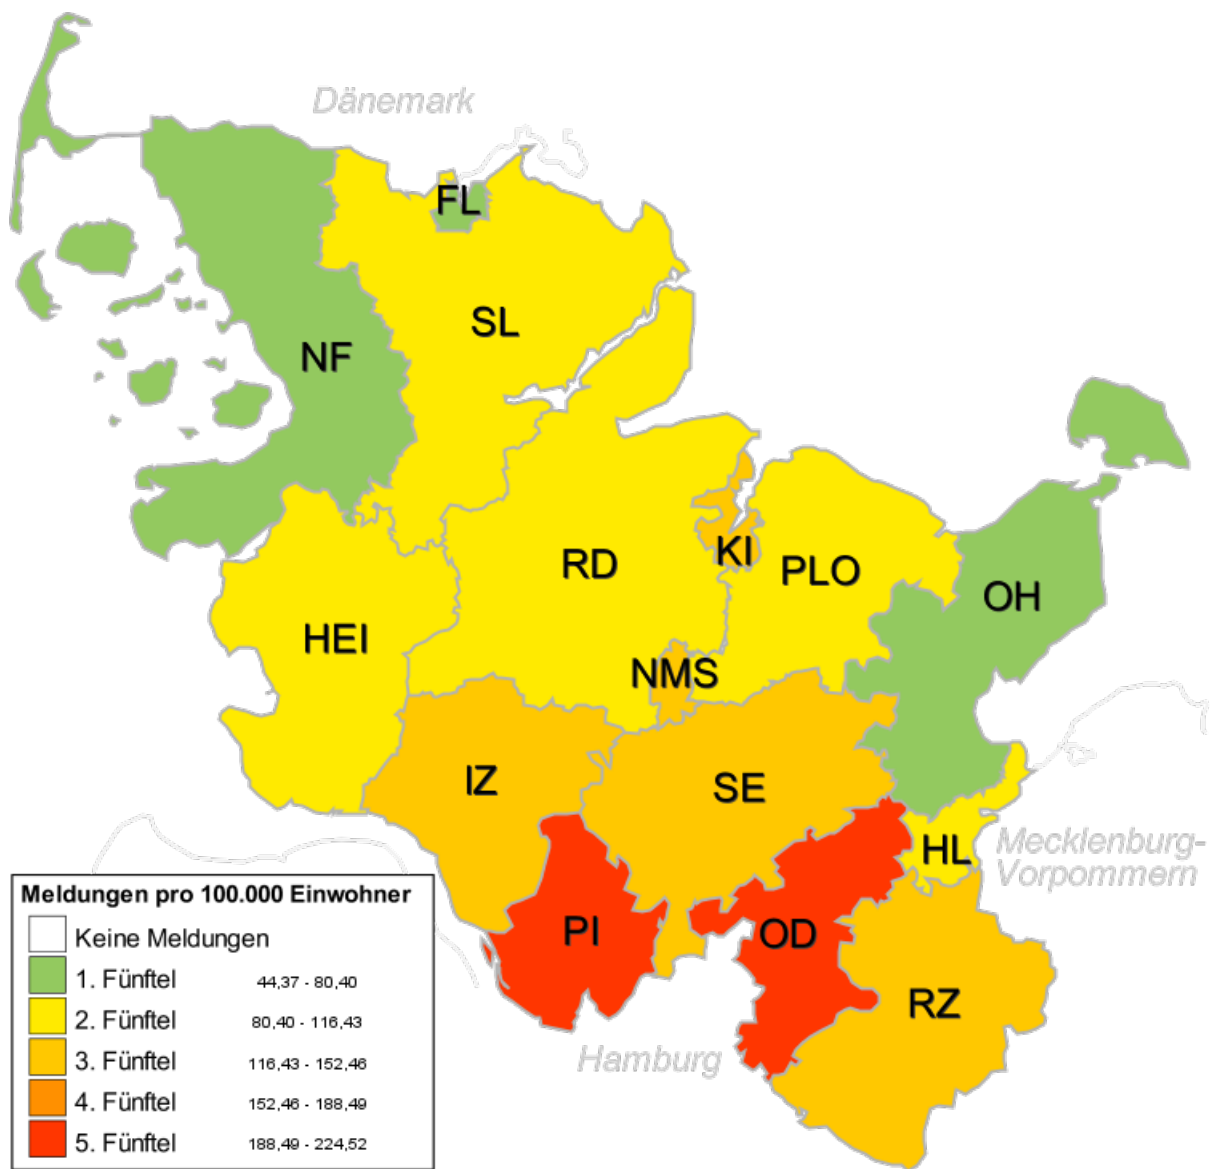 Dänemark
FL
SL
NF
KI
RD
PLO
OH
HEI
NMS
IZ
SE
HL
Mecklenburg-
Vorpommern
PI
OD
RZ
Hamburg
Meldungen pro 100.000 Einwohner
Keine Meldungen
1. Fünftel 44,37 - 80,40
2. Fünftel 80,40 - 116,43
3. Fünftel 116,43 - 152,46
4. Fünftel 152,46 - 188,49
5. Fünftel 188,49 - 224,52